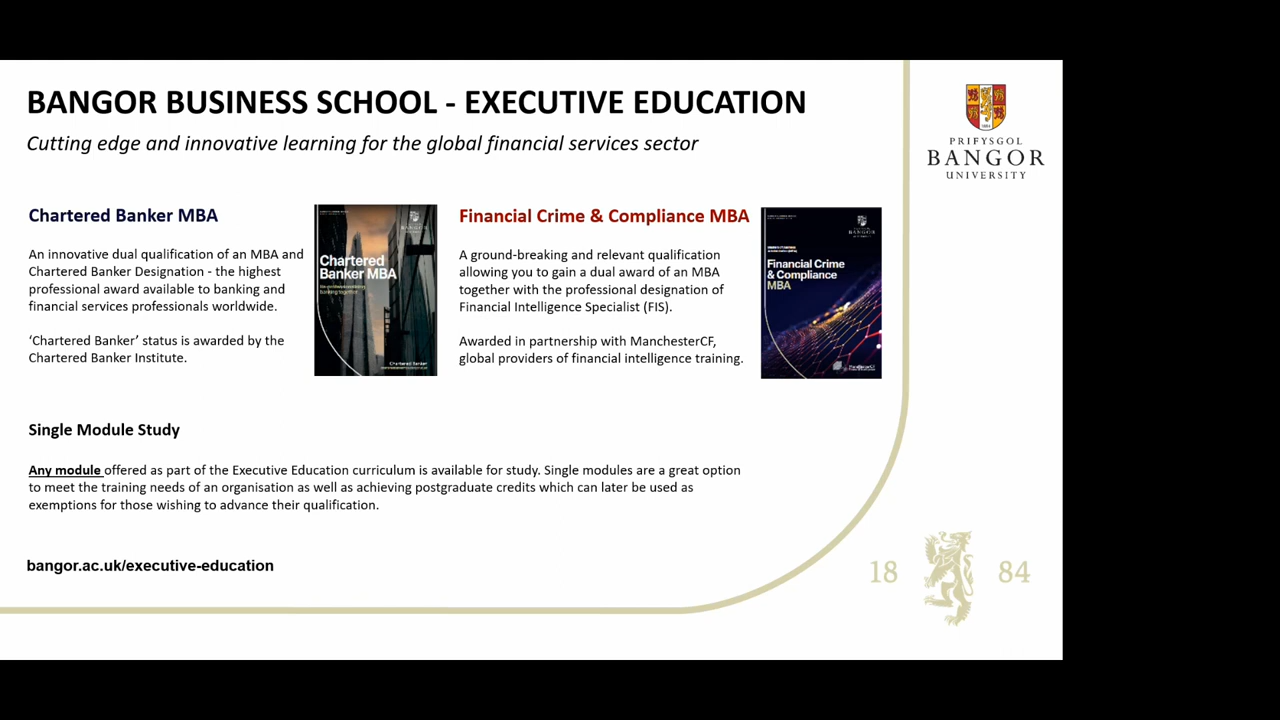 BANGOR BUSINESS SCHOOL - EXECUTIVE EDUCATION
Cutting edge and innovative learning for the global financial services sector
PRIFYSGOL
BANGOR
UNIVERSITY
Chartered Banker MBA
An innovative dual qualification of an MBA and
Chartered Banker Designation - the highest
professional award available to banking and
financial services professionals worldwide.
‘Chartered Banker’ status is awarded by the
Chartered Banker Institute.
Chartered
Banker MBA
Chartered Banker
Financial Crime & Compliance MBA
A ground-breaking and relevant qualification
allowing you to gain a dual award of an MBA
together with the professional designation of
Financial Intelligence Specialist (FIS).
Awarded in partnership with ManchesterCF,
global providers of financial intelligence training.
Financial Crime
& Compliance
MBA
Single Module Study
Any module offered as part of the Executive Education curriculum is available for study. Single modules are a great option
to meet the training needs of an organisation as well as achieving postgraduate credits which can later be used as
exemptions for those wishing to advance their qualification.
bangor.ac.uk/executive-education
18 84